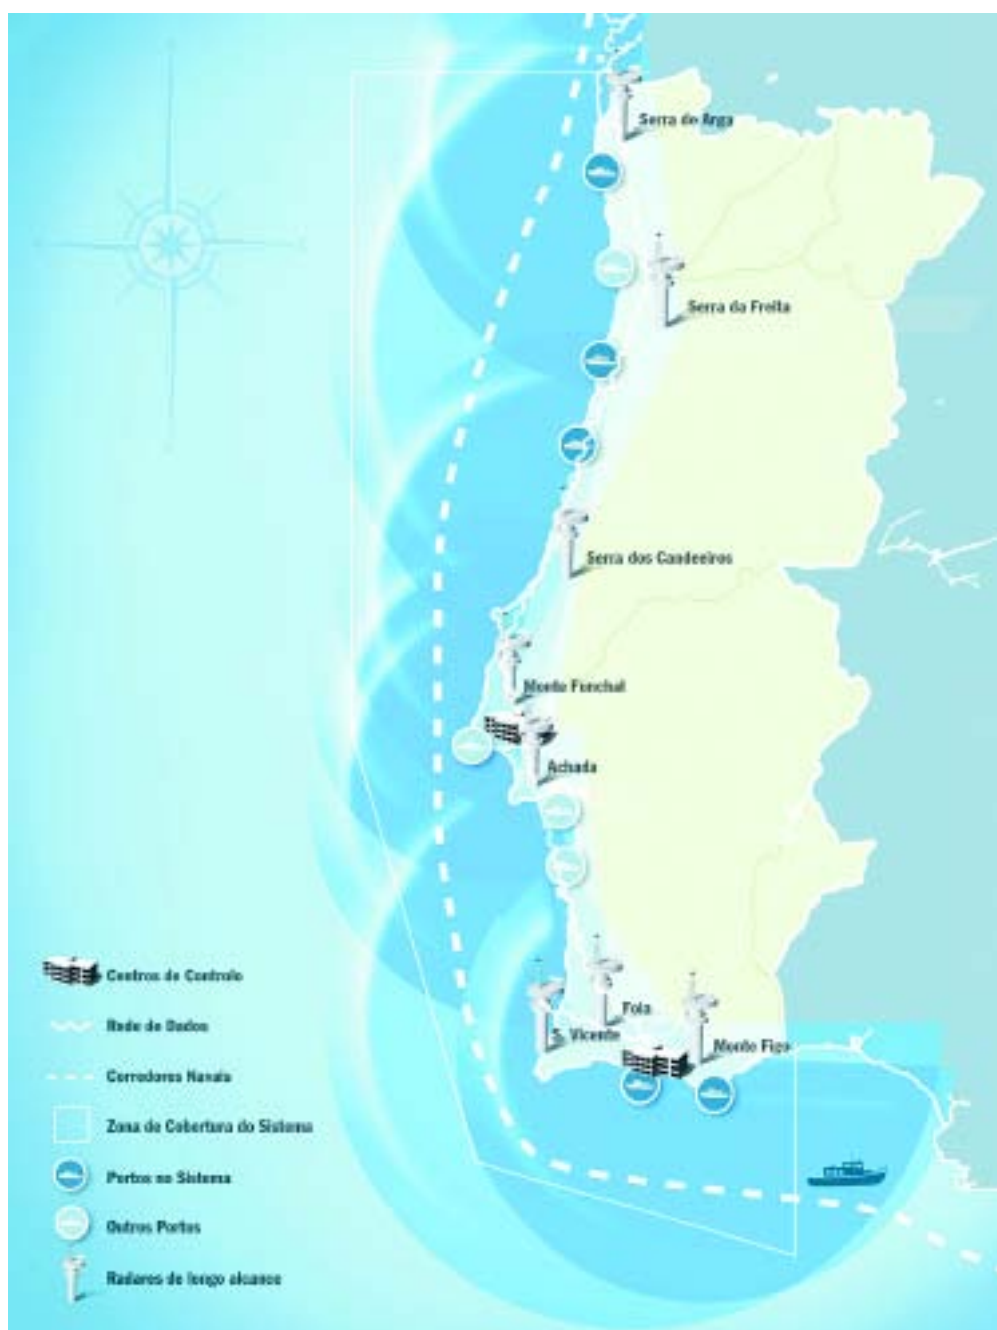 Serra de Arga
Serra da Freita
Serra dos Candeeiros
Monte Funchal
Achada
Foia
S. Vicente
Monte Figo
Centros de Controlo
Rede de Dados
Corredores Navais
Zona de Cobertura do Sistema
Portos no Sistema
Outros Portos
Radares de longo alcance